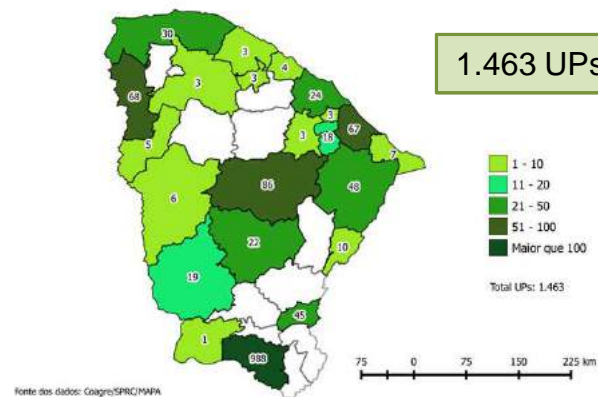 1.463 UPs
30
3
3
3
4
68
24
3
67
3
18
5
7
86
48
6
22
10
19
45
1
988
1 - 10
11 - 20
21 - 50
51 - 100
Maior que 100
Total UPs: 1.463
75 0 75 150 225 km
Fonte dos dados: Coagre/SPRC/MAPA